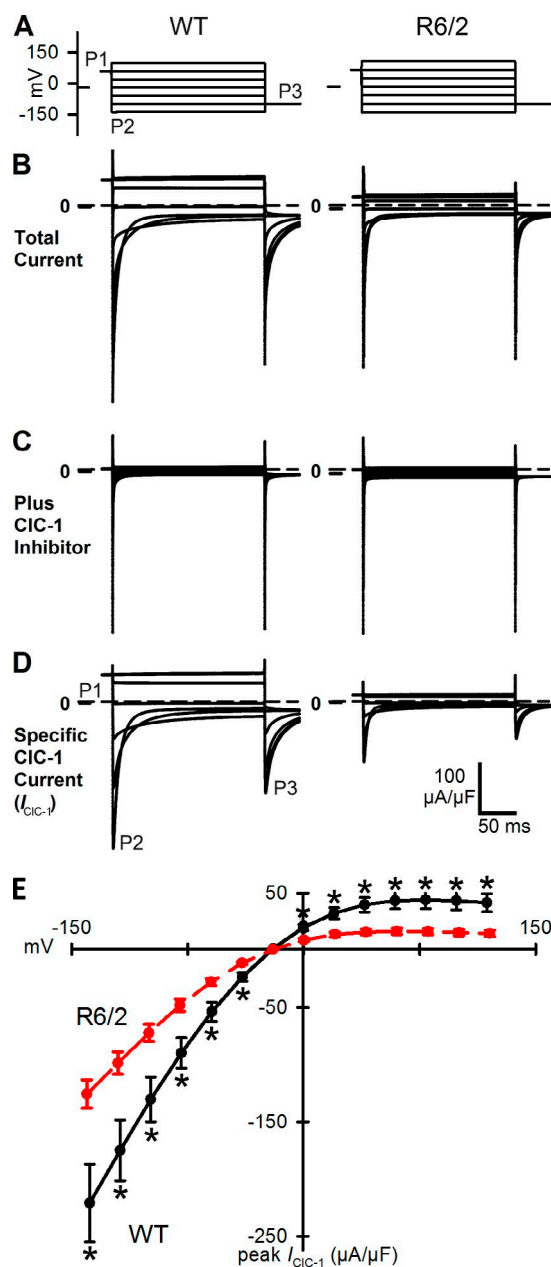 A
WT
R6/2
150
P1
mV
0
P3
-150
P2
B
0
0
Total
Current
C
0
0
Plus
ClC-1
Inhibitor
D
P1
0
0
Specific
ClC-1
Current
(IClC-1)
P3
P2
100
µA/µF
50 ms
E
50
* * * * * * *
-150
150
mV
R6/2
-50
*
*
*
*
-150
*
*
WT
-250
peak IClC-1 (µA/µF)